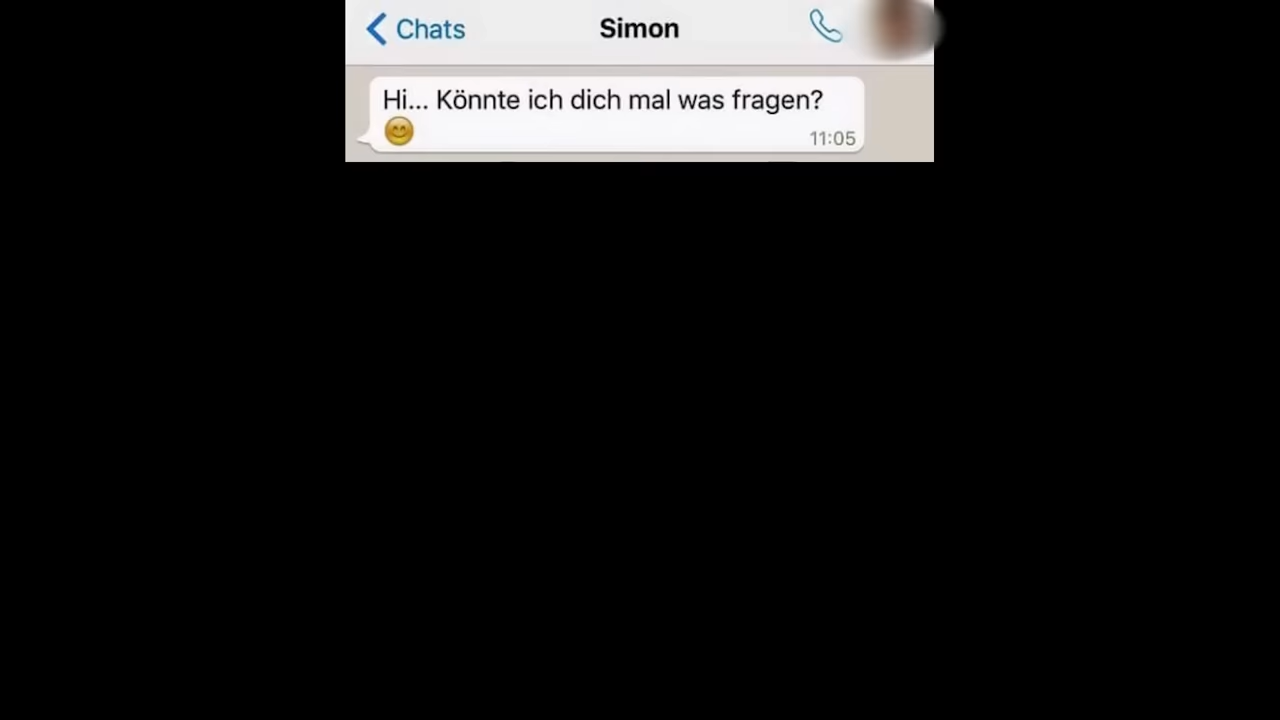 Chats
Simon
Hi... Könnte ich dich mal was fragen?
😊
11:05